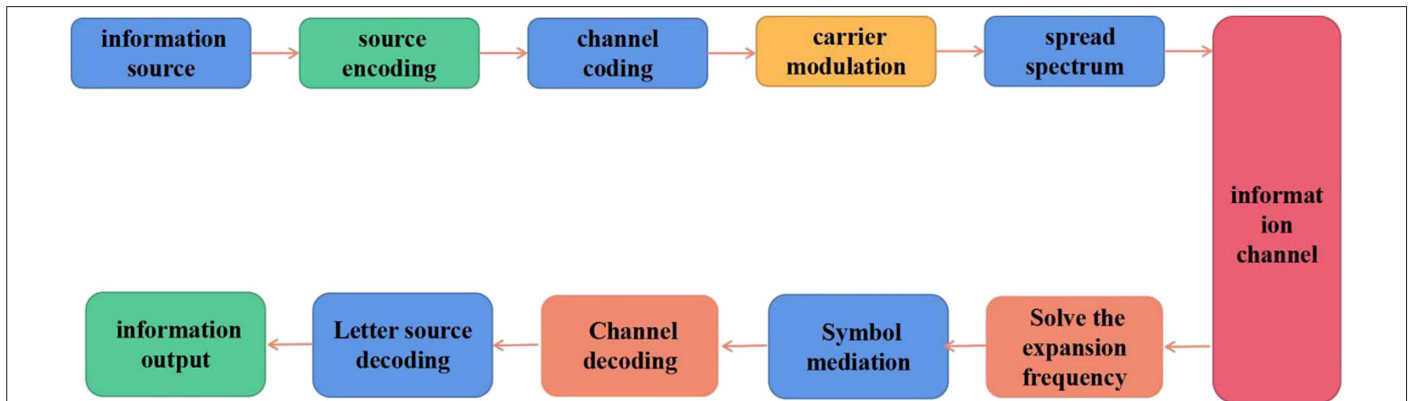 information
source
source
encoding
channel
coding
carrier
modulation
spread
spectrum
informat
ion
channel
information
output
Letter source
decoding
Channel
decoding
Symbol
mediation
Solve the
expansion
frequency